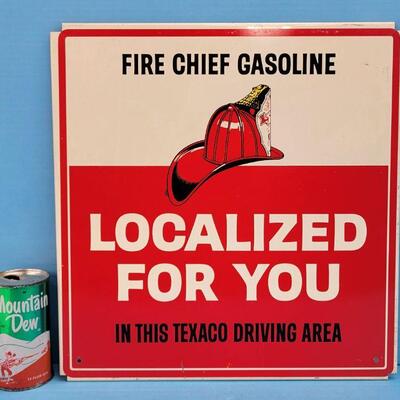 FIRE CHIEF GASOLINE
LOCALIZED
FOR YOU
IN THIS TEXACO DRIVING AREA
Mountain
Dew